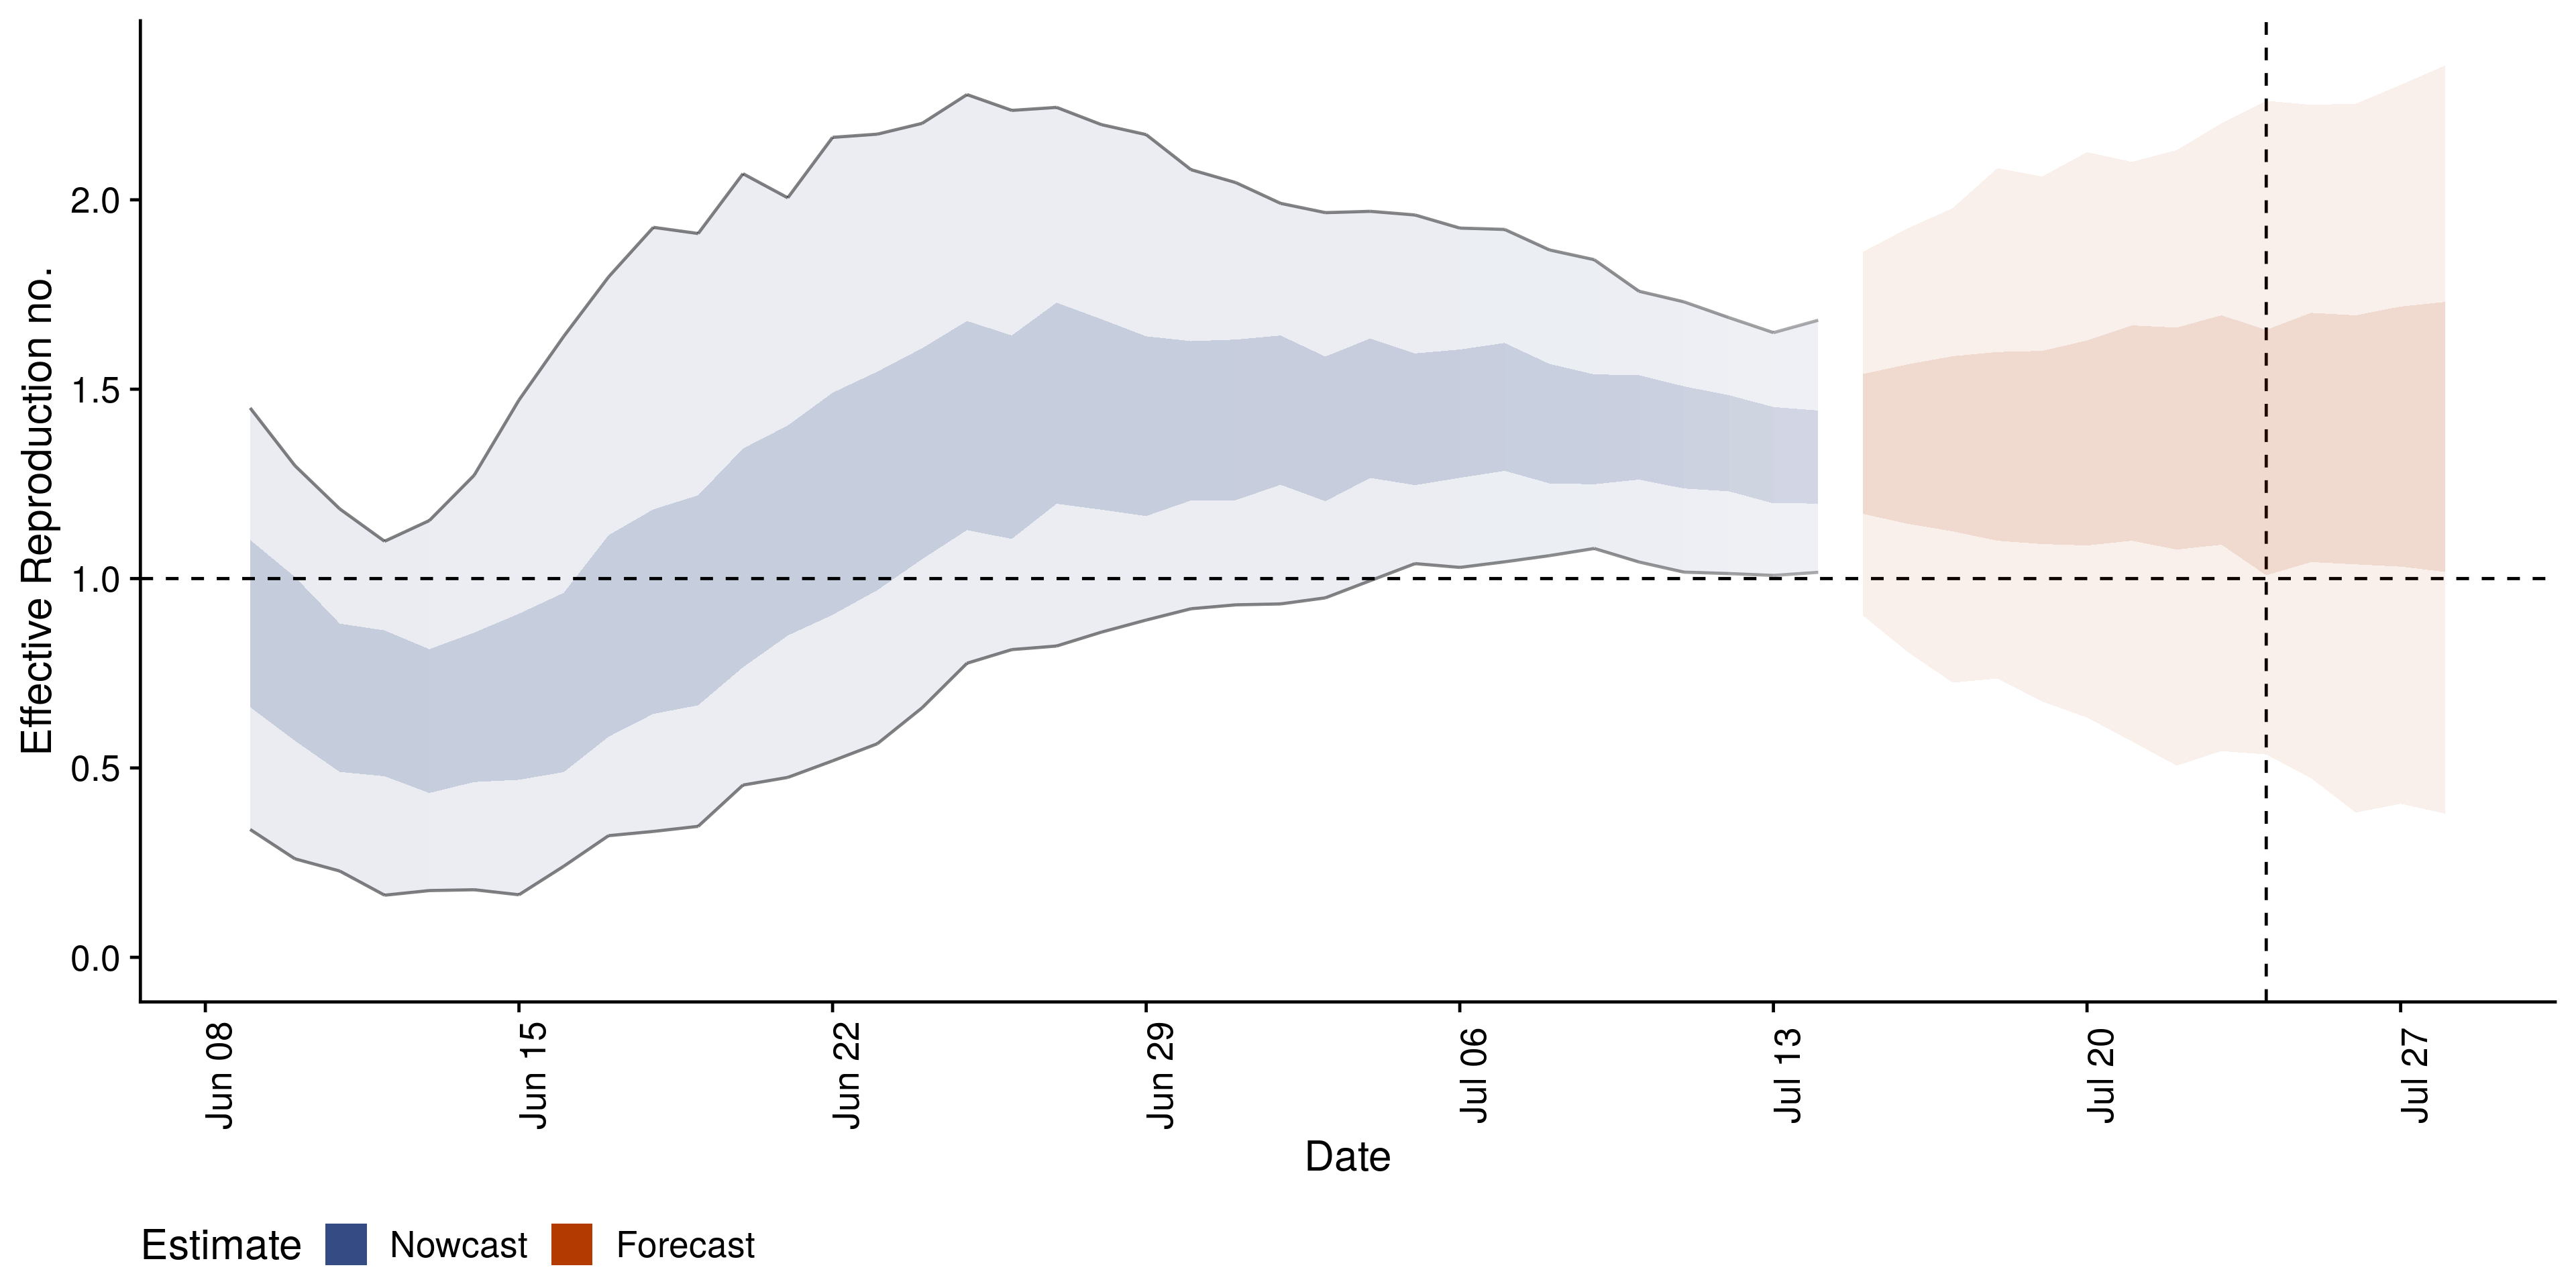 Effective Reproduction no.
2.0
1.5
1.0
0.5
0.0
Jun 08
Jun 15
Jun 22
Jun 29
Jul 06
Jul 13
Jul 20
Jul 27
Date
Estimate Nowcast Forecast